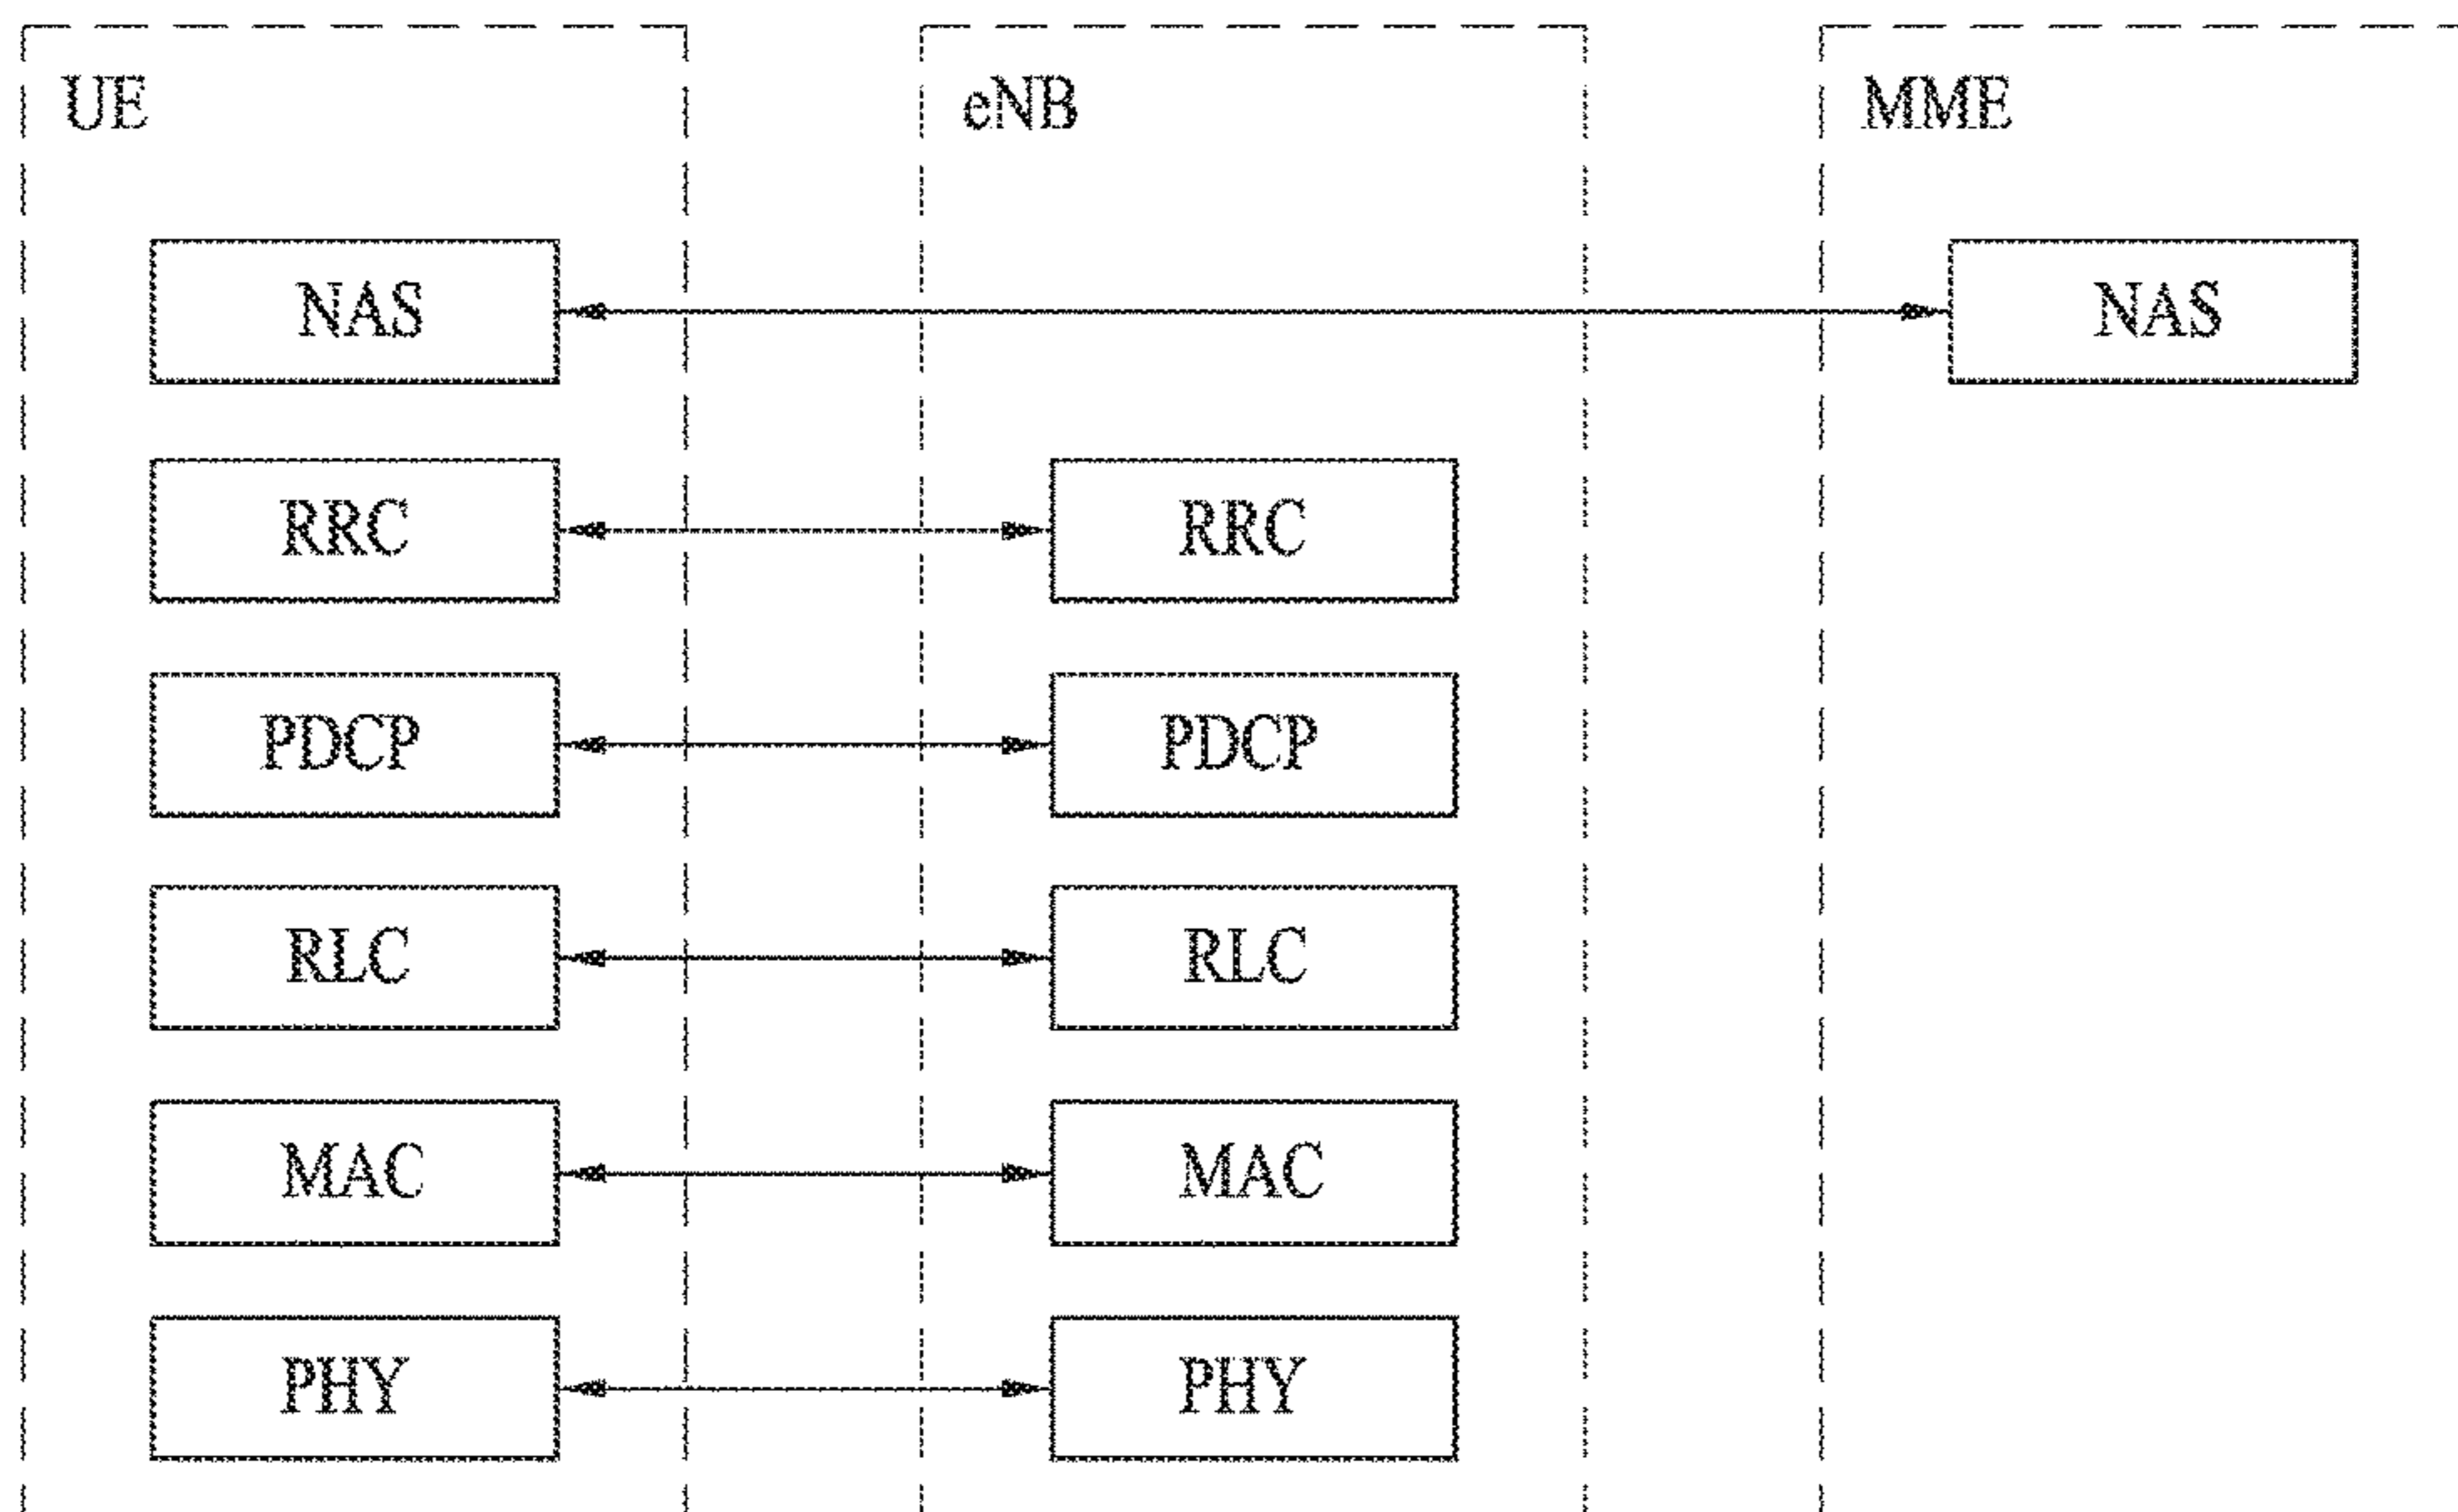 UE eNB MME
NAS NAS
RRC RRC
PDCP PDCP
RLC RLC
MAC MAC
PHY PHY